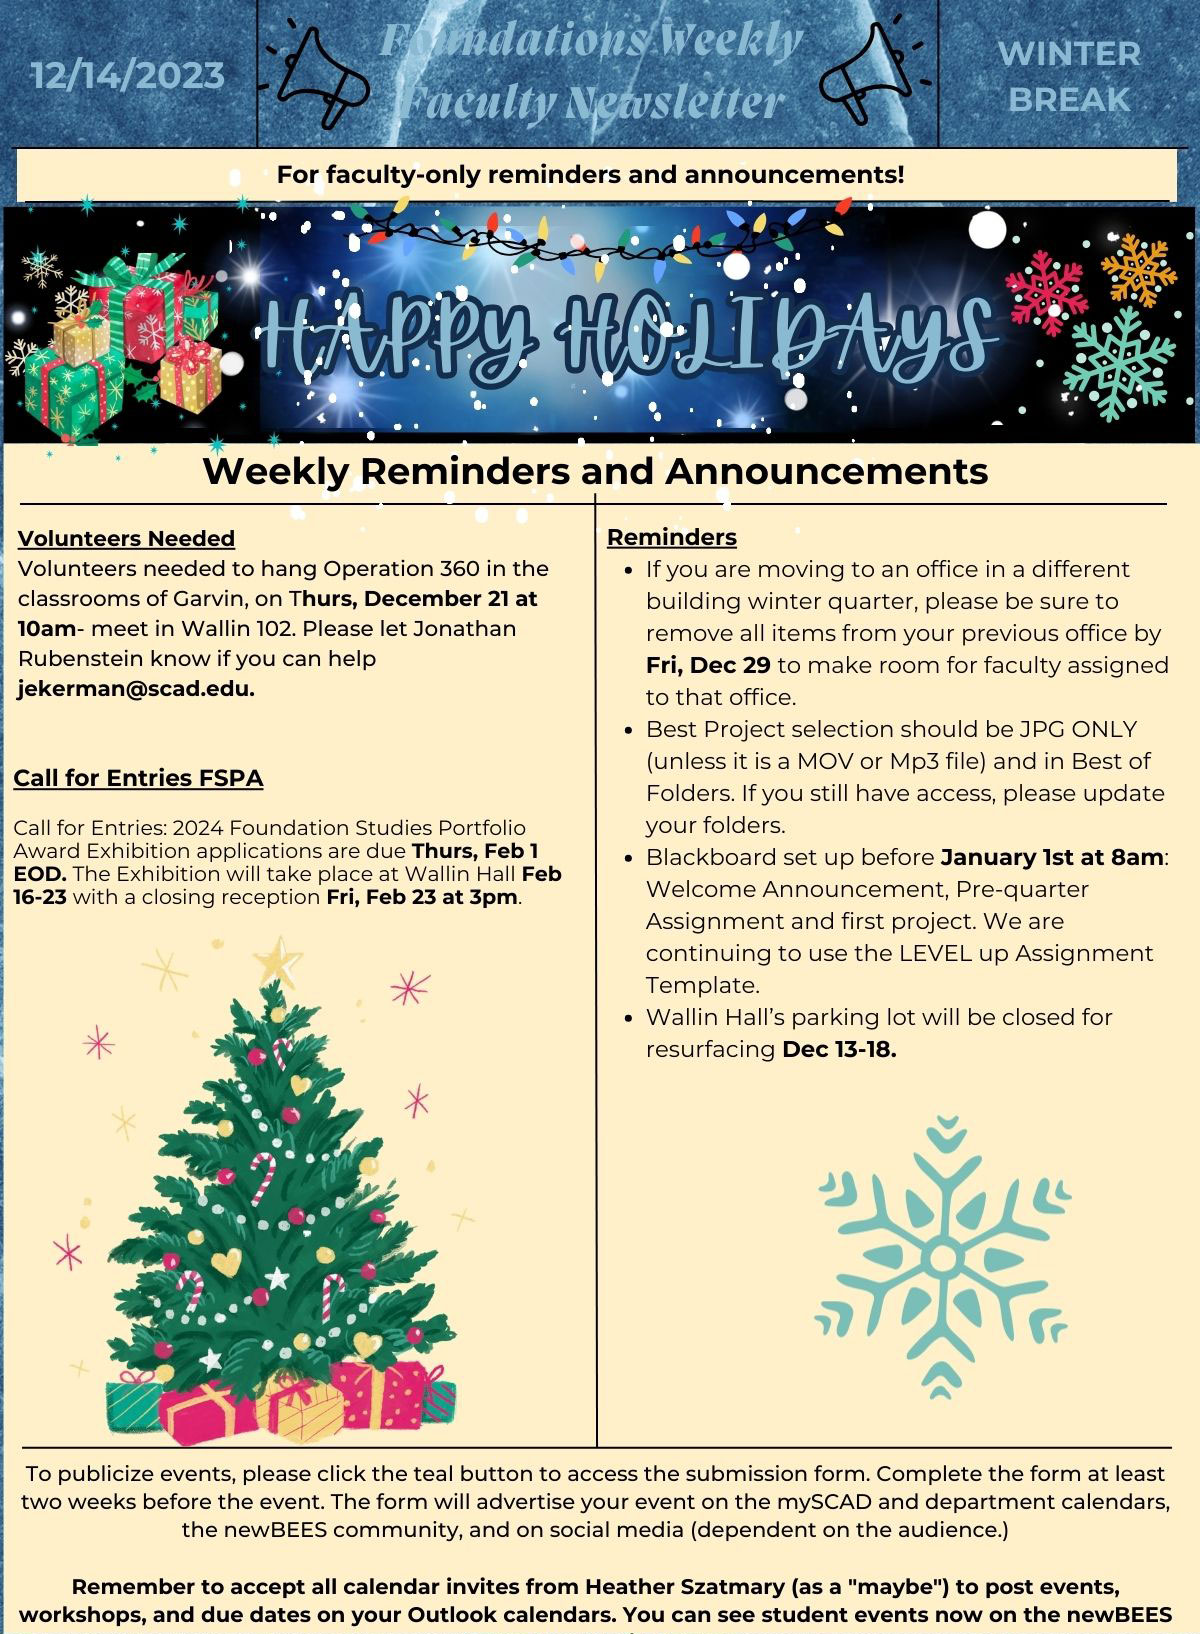 12/14/2023
Foundations Weekly
Faculty Newsletter
WINTER
BREAK
For faculty-only reminders and announcements!
HAPPY HOLIDAYS
Weekly Reminders and Announcements
Volunteers Needed
Volunteers needed to hang Operation 360 in the
classrooms of Garvin, on Thurs, December 21 at
10am- meet in Wallin 102. Please let Jonathan
Rubenstein know if you can help
jekerman@scad.edu.
Call for Entries FSPA
Call for Entries: 2024 Foundation Studies Portfolio
Award Exhibition applications are due Thurs, Feb 1
EOD. The Exhibition will take place at Wallin Hall Feb
16-23 with a closing reception Fri, Feb 23 at 3pm.
Reminders
• If you are moving to an office in a different
building winter quarter, please be sure to
remove all items from your previous office by
Fri, Dec 29 to make room for faculty assigned
to that office.
• Best Project selection should be JPG ONLY
(unless it is a MOV or Mp3 file) and in Best of
Folders. If you still have access, please update
your folders.
• Blackboard set up before January 1st at 8am:
Welcome Announcement, Pre-quarter
Assignment and first project. We are
continuing to use the LEVEL up Assignment
Template.
• Wallin Hall’s parking lot will be closed for
resurfacing Dec 13-18.
To publicize events, please click the teal button to access the submission form. Complete the form at least
two weeks before the event. The form will advertise your event on the mySCAD and department calendars,
the newBEES community, and on social media (dependent on the audience.)
Remember to accept all calendar invites from Heather Szatmary (as a "maybe") to post events,
workshops, and due dates on your Outlook calendars. You can see student events now on the newBEES